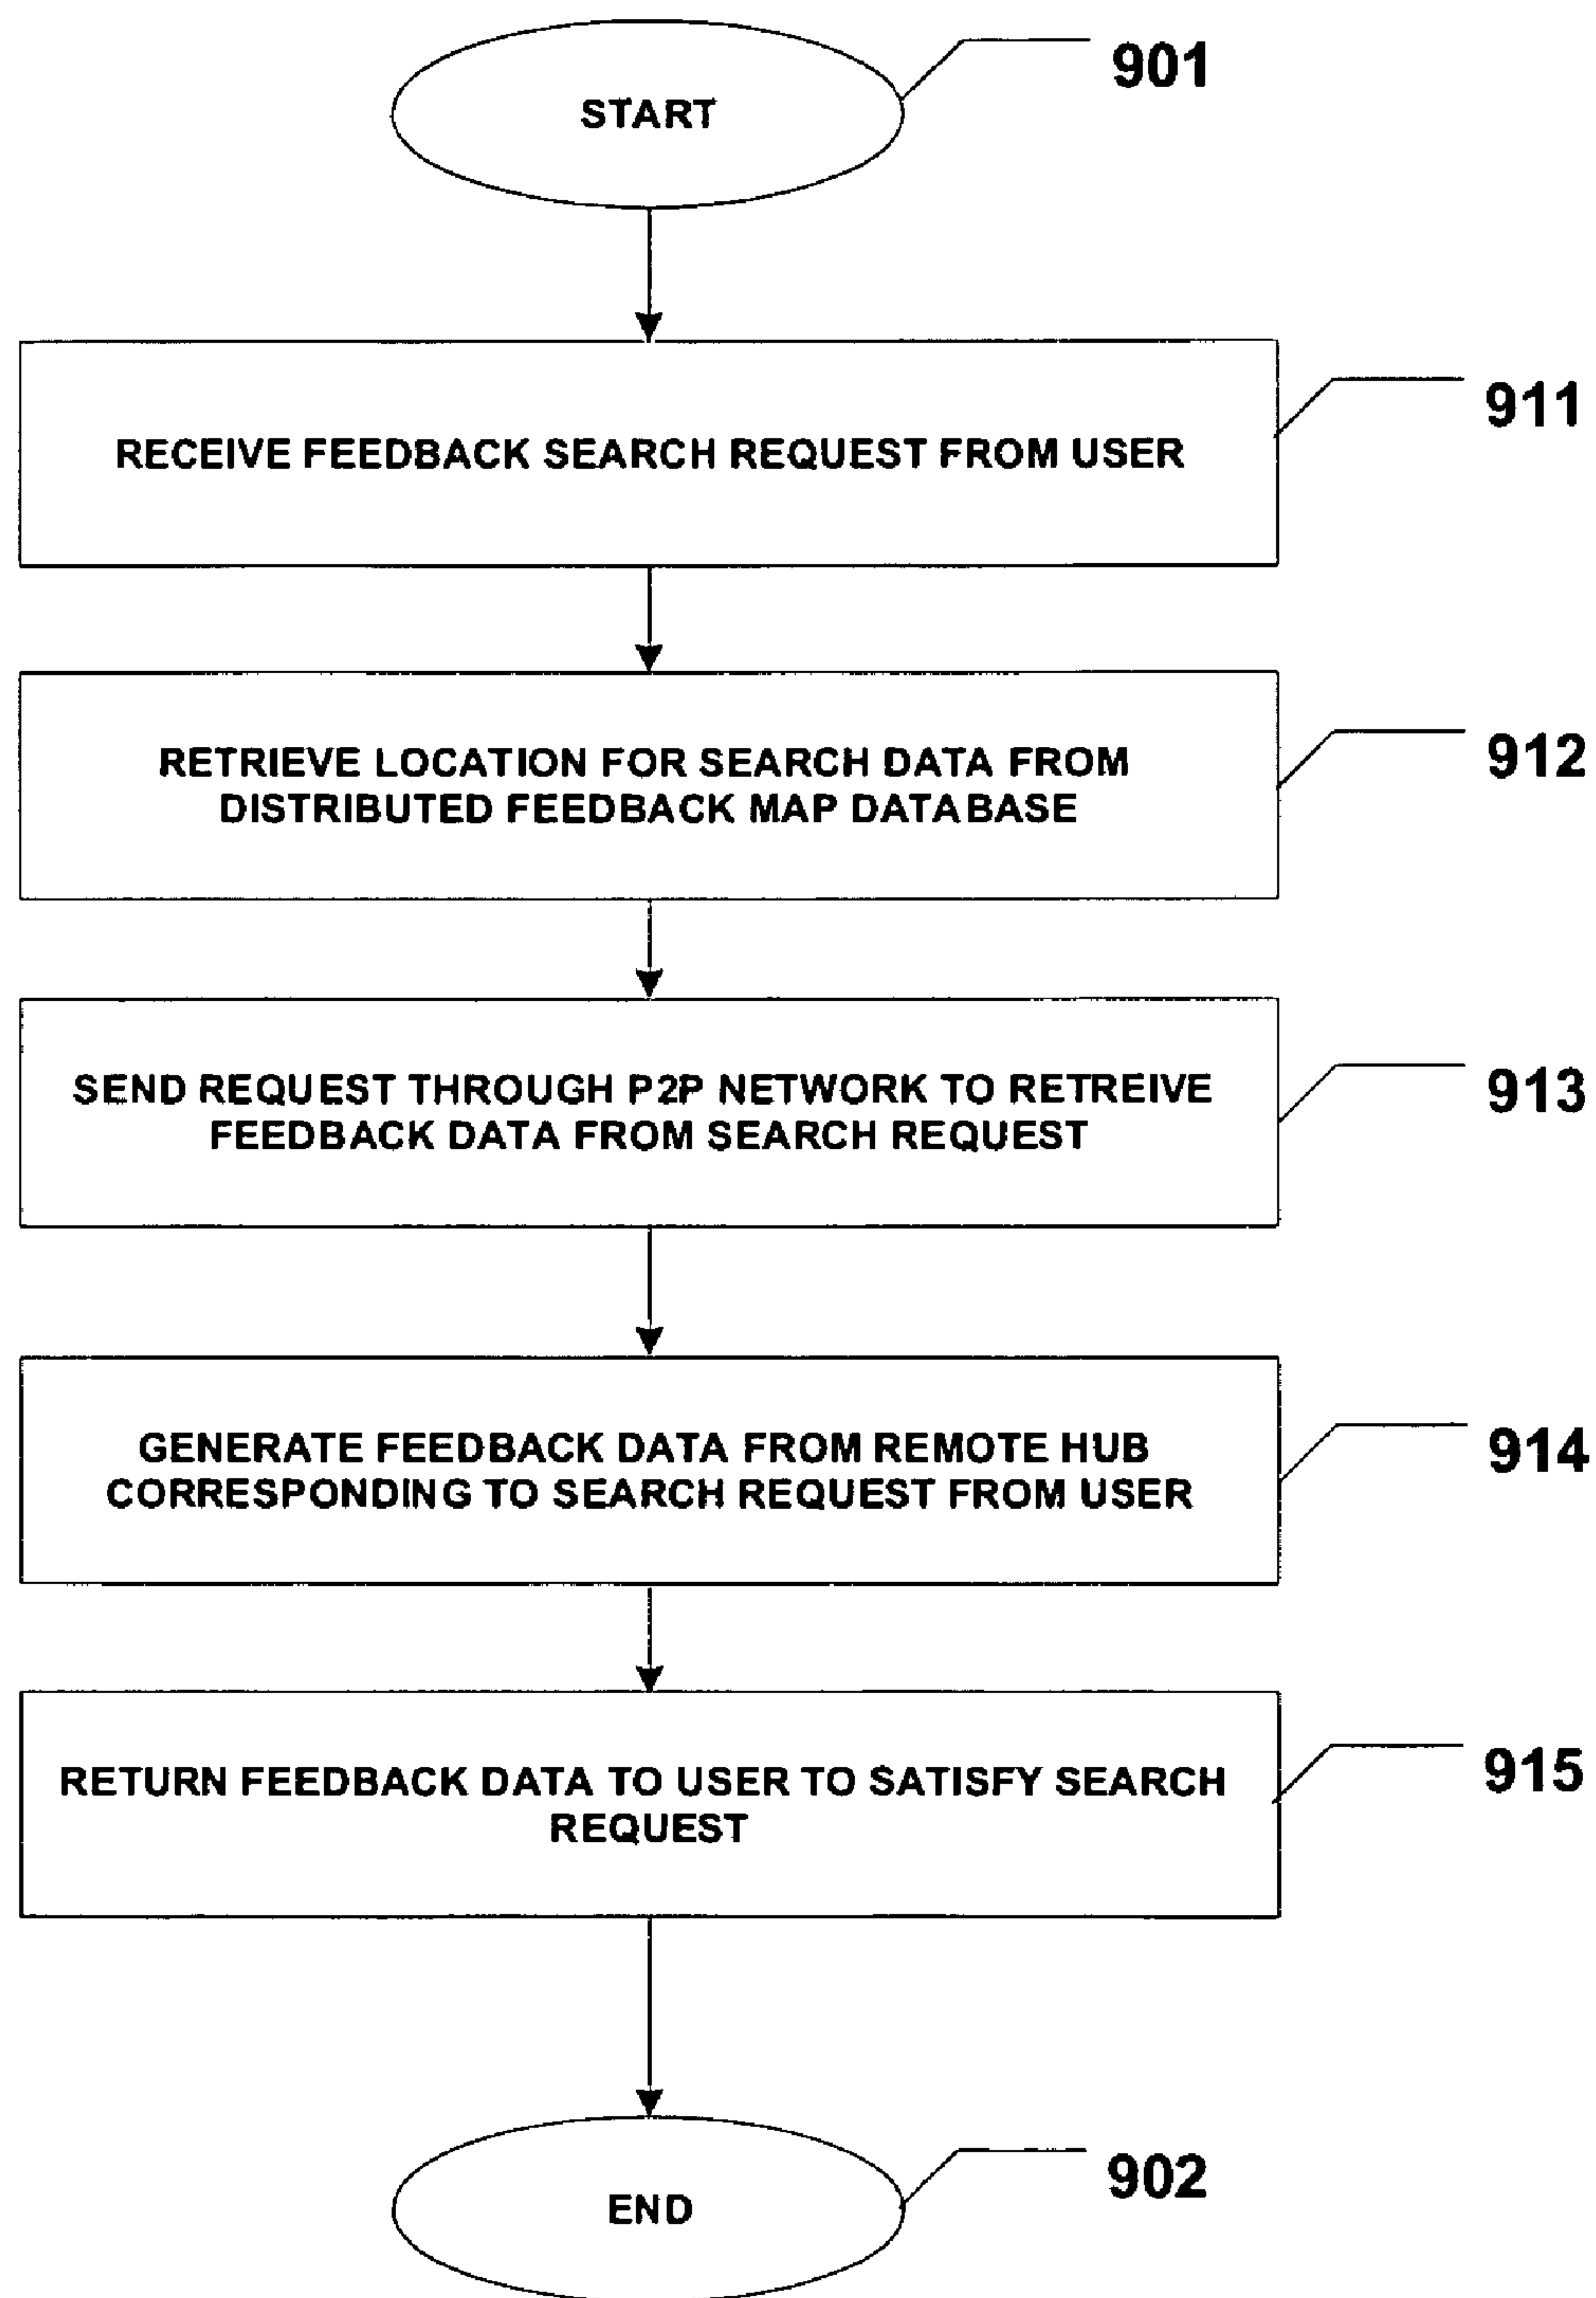 START
901
RECEIVE FEEDBACK SEARCH REQUEST FROM USER
911
RETRIEVE LOCATION FOR SEARCH DATA FROM
DISTRIBUTED FEEDBACK MAP DATABASE
912
SEND REQUEST THROUGH P2P NETWORK TO RETREIVE
FEEDBACK DATA FROM SEARCH REQUEST
913
GENERATE FEEDBACK DATA FROM REMOTE HUB
CORRESPONDING TO SEARCH REQUEST FROM USER
914
RETURN FEEDBACK DATA TO USER TO SATISFY SEARCH
REQUEST
915
END
902